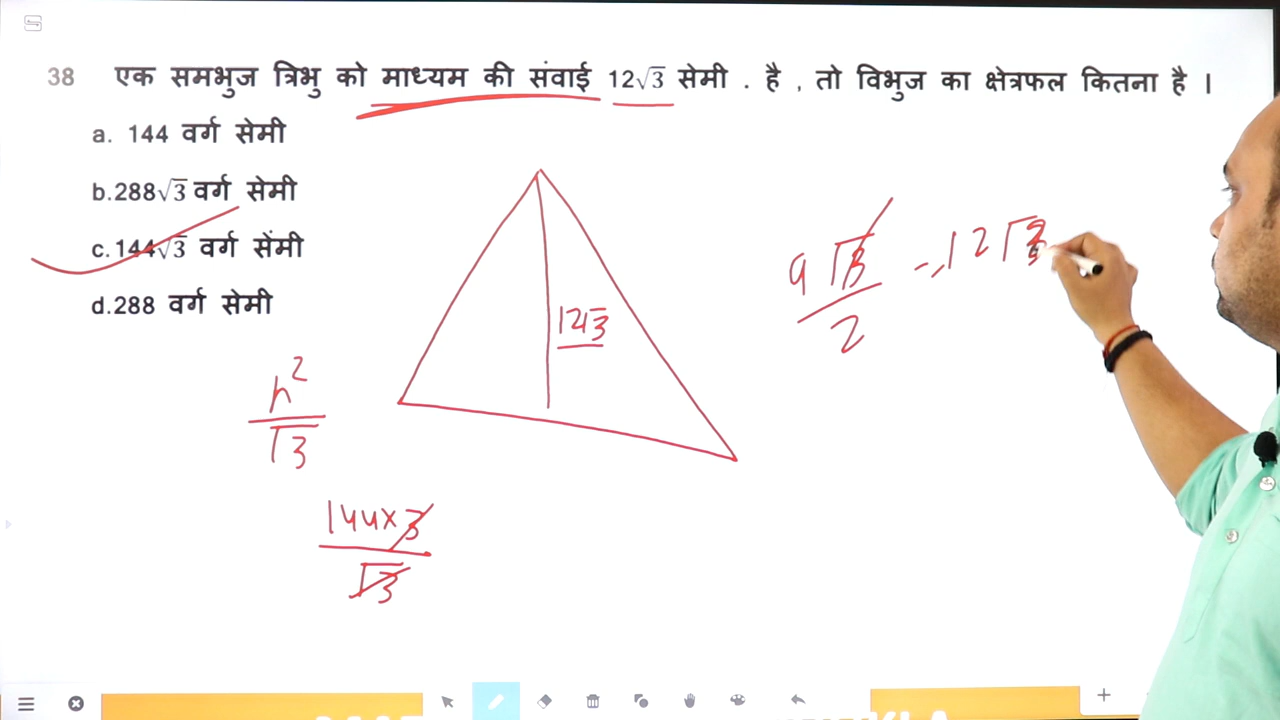 38 एक समभुज त्रिभु को माध्यम की संवाई 12√3 सेमी . है , तो विभुज का क्षेत्रफल कितना है ।
a. 144 वर्ग सेमी
b.288√3 वर्ग सेमी
c.144√3 वर्ग सेंमी
d.288 वर्ग सेमी
12√3
a√3/2 = 12√3
h²/√3
144×3/√3